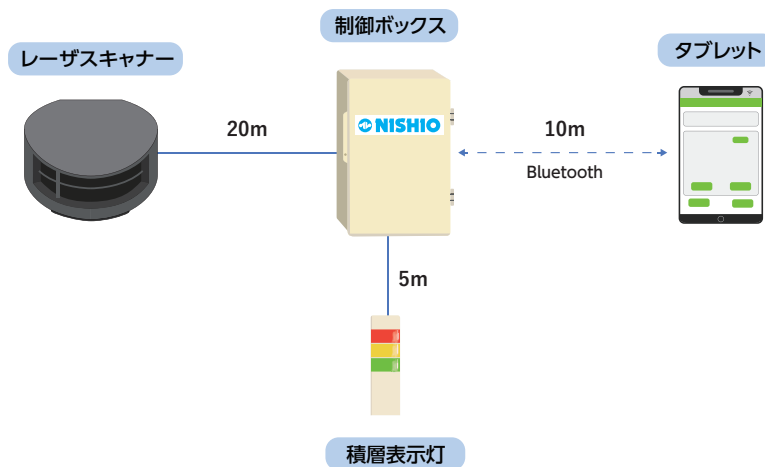 制御ボックス
レーザスキャナー
タブレット
NISHIO
20m
10m
Bluetooth
5m
積層表示灯